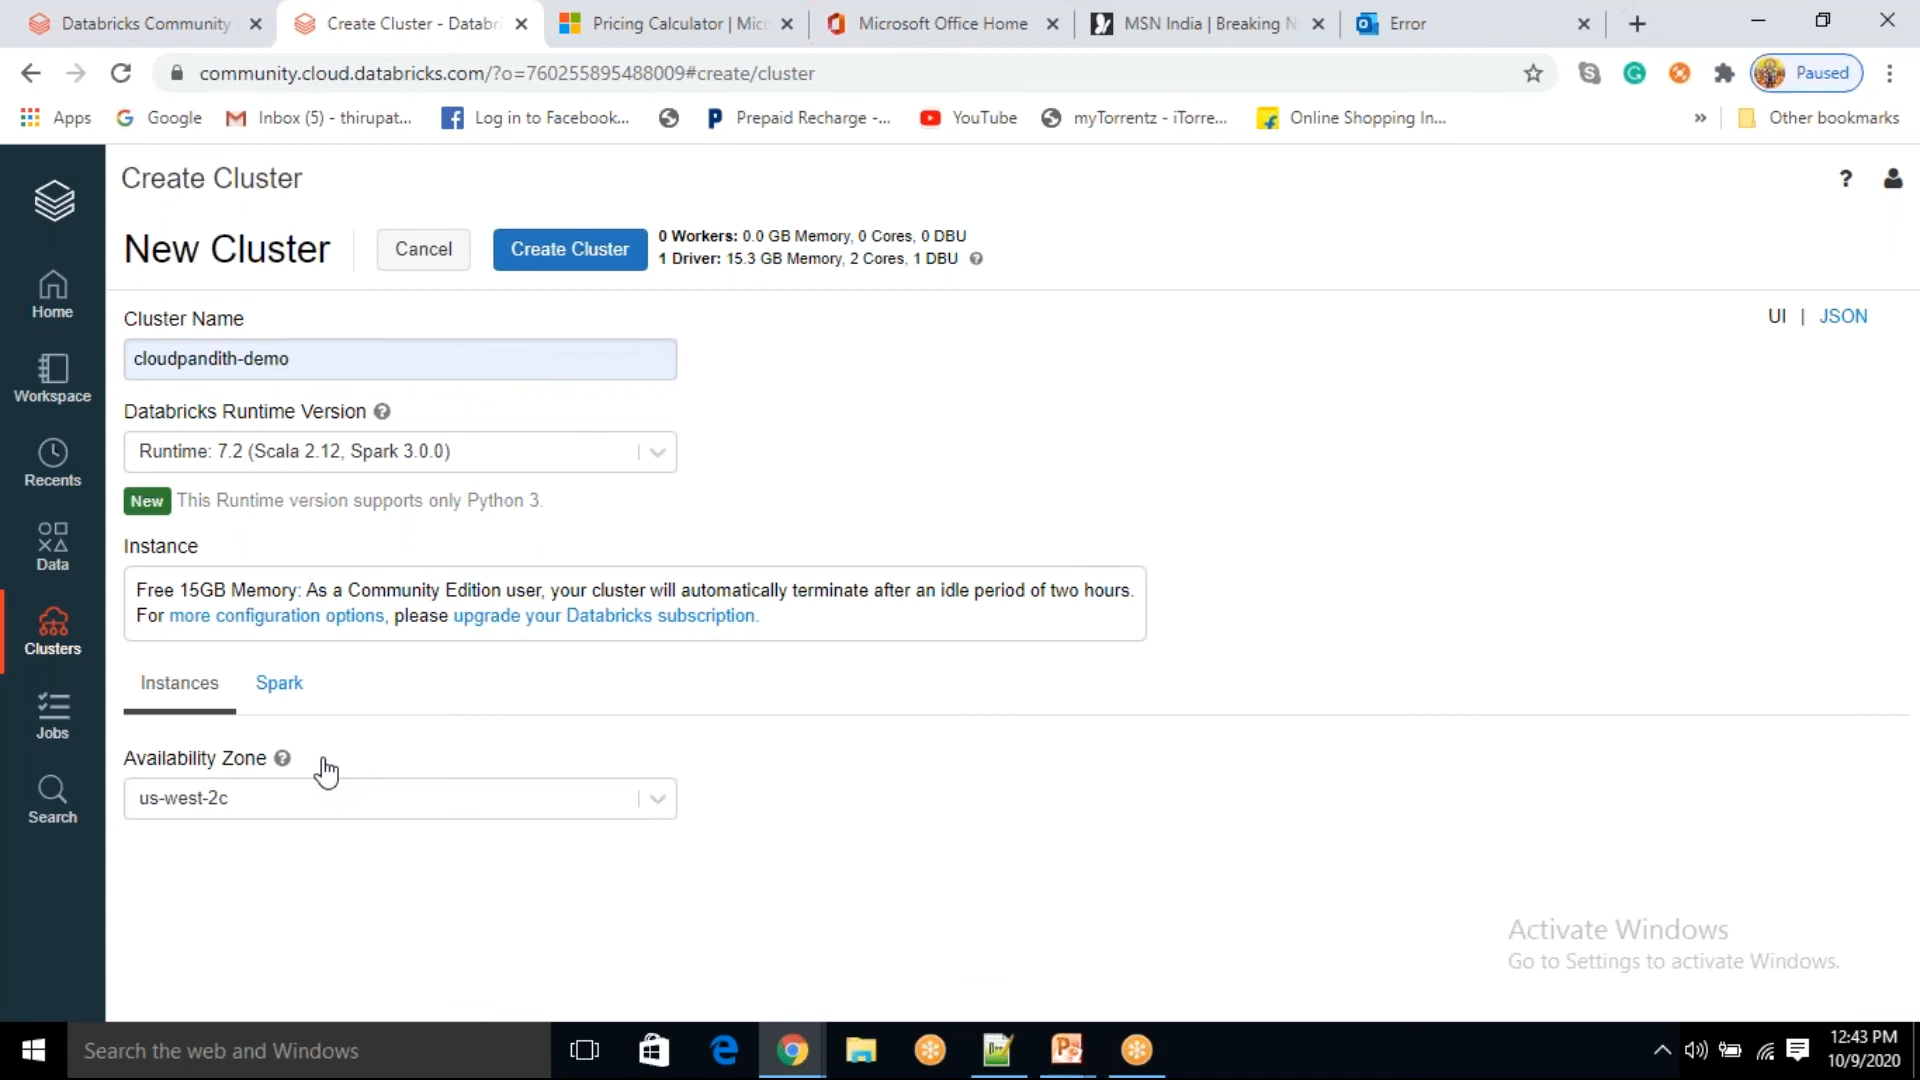 Databricks Community
Create Cluster - Databri
Pricing Calculator | Mic
Microsoft Office Home
MSN India | Breaking N
Error
community.cloud.databricks.com/?o=760255895488009#create/cluster
Paused
Apps
Google
Inbox (5) - thirupat...
Log in to Facebook...
Prepaid Recharge -...
YouTube
myTorrentz - iTorre...
Online Shopping In...
»
Other bookmarks
Create Cluster
?
New Cluster
Cancel
Create Cluster
0 Workers: 0.0 GB Memory, 0 Cores, 0 DBU
1 Driver: 15.3 GB Memory, 2 Cores, 1 DBU
UI | JSON
Cluster Name
cloudpandith-demo
Databricks Runtime Version
Runtime: 7.2 (Scala 2.12, Spark 3.0.0)
New This Runtime version supports only Python 3.
Instance
Free 15GB Memory: As a Community Edition user, your cluster will automatically terminate after an idle period of two hours.
For more configuration options, please upgrade your Databricks subscription.
Instances
Spark
Availability Zone
us-west-2c
Home
Workspace
Recents
Data
Clusters
Jobs
Search
Activate Windows
Go to Settings to activate Windows.
Search the web and Windows
12:43 PM
10/9/2020